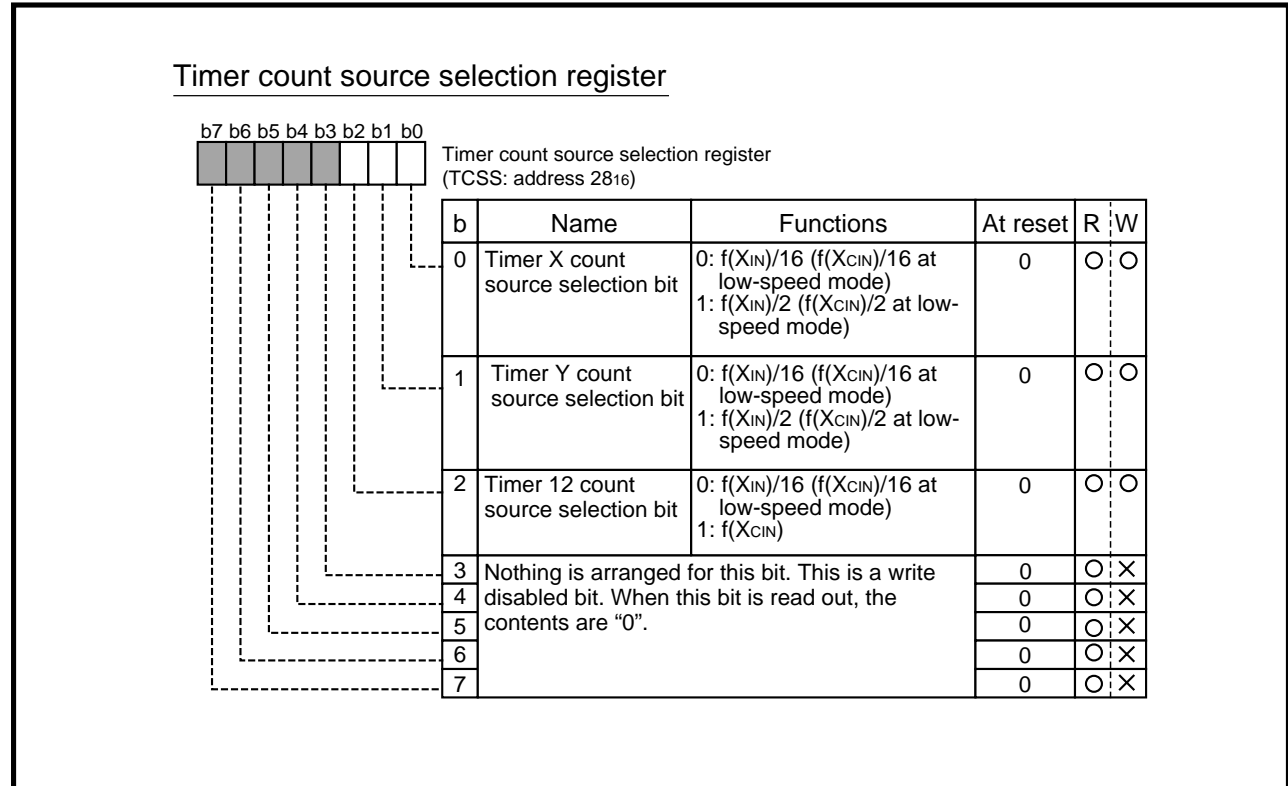 Timer count source selection register
b7 b6 b5 b4 b3 b2 b1 b0
Timer count source selection register
(TCSS: address 2816)
b Name Functions At reset R W
0 Timer X count source selection bit 0: f(XIN)/16 (f(XCIN)/16 at low-speed mode) 0 O O
1: f(XIN)/2 (f(XCIN)/2 at low-speed mode)
1 Timer Y count source selection bit 0: f(XIN)/16 (f(XCIN)/16 at low-speed mode) 0 O O
1: f(XIN)/2 (f(XCIN)/2 at low-speed mode)
2 Timer 12 count source selection bit 0: f(XIN)/16 (f(XCIN)/16 at low-speed mode) 0 O O
1: f(XCIN)
3 Nothing is arranged for this bit. This is a write 0 O ×
4 disabled bit. When this bit is read out, the 0 O ×
5 contents are “0”. 0 O ×
6 0 O ×
7 0 O ×